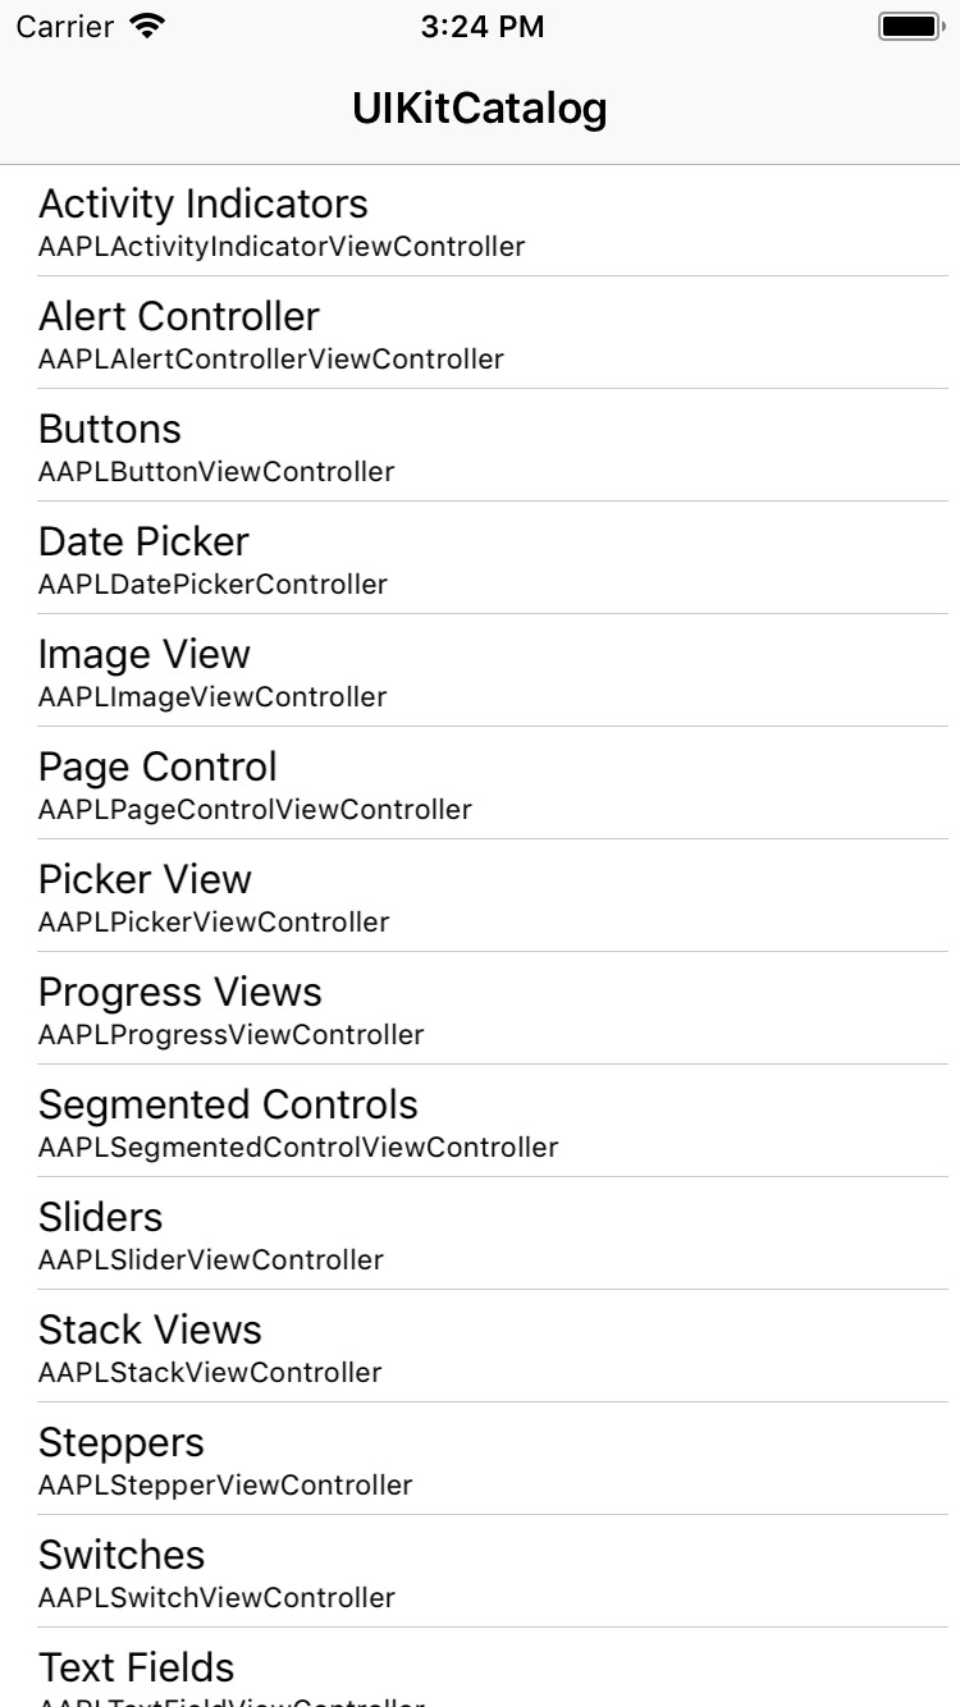 Carrier 3:24 PM
UIKitCatalog
Activity Indicators
AAPLActivityIndicatorViewController
Alert Controller
AAPLAlertControllerViewController
Buttons
AAPLButtonViewController
Date Picker
AAPLDatePickerController
Image View
AAPLImageViewController
Page Control
AAPLPageControlViewController
Picker View
AAPLPickerViewController
Progress Views
AAPLProgressViewController
Segmented Controls
AAPLSegmentedControlViewController
Sliders
AAPLSliderViewController
Stack Views
AAPLStackViewController
Steppers
AAPLStepperViewController
Switches
AAPLSwitchViewController
Text Fields
AAPLTextFieldViewController